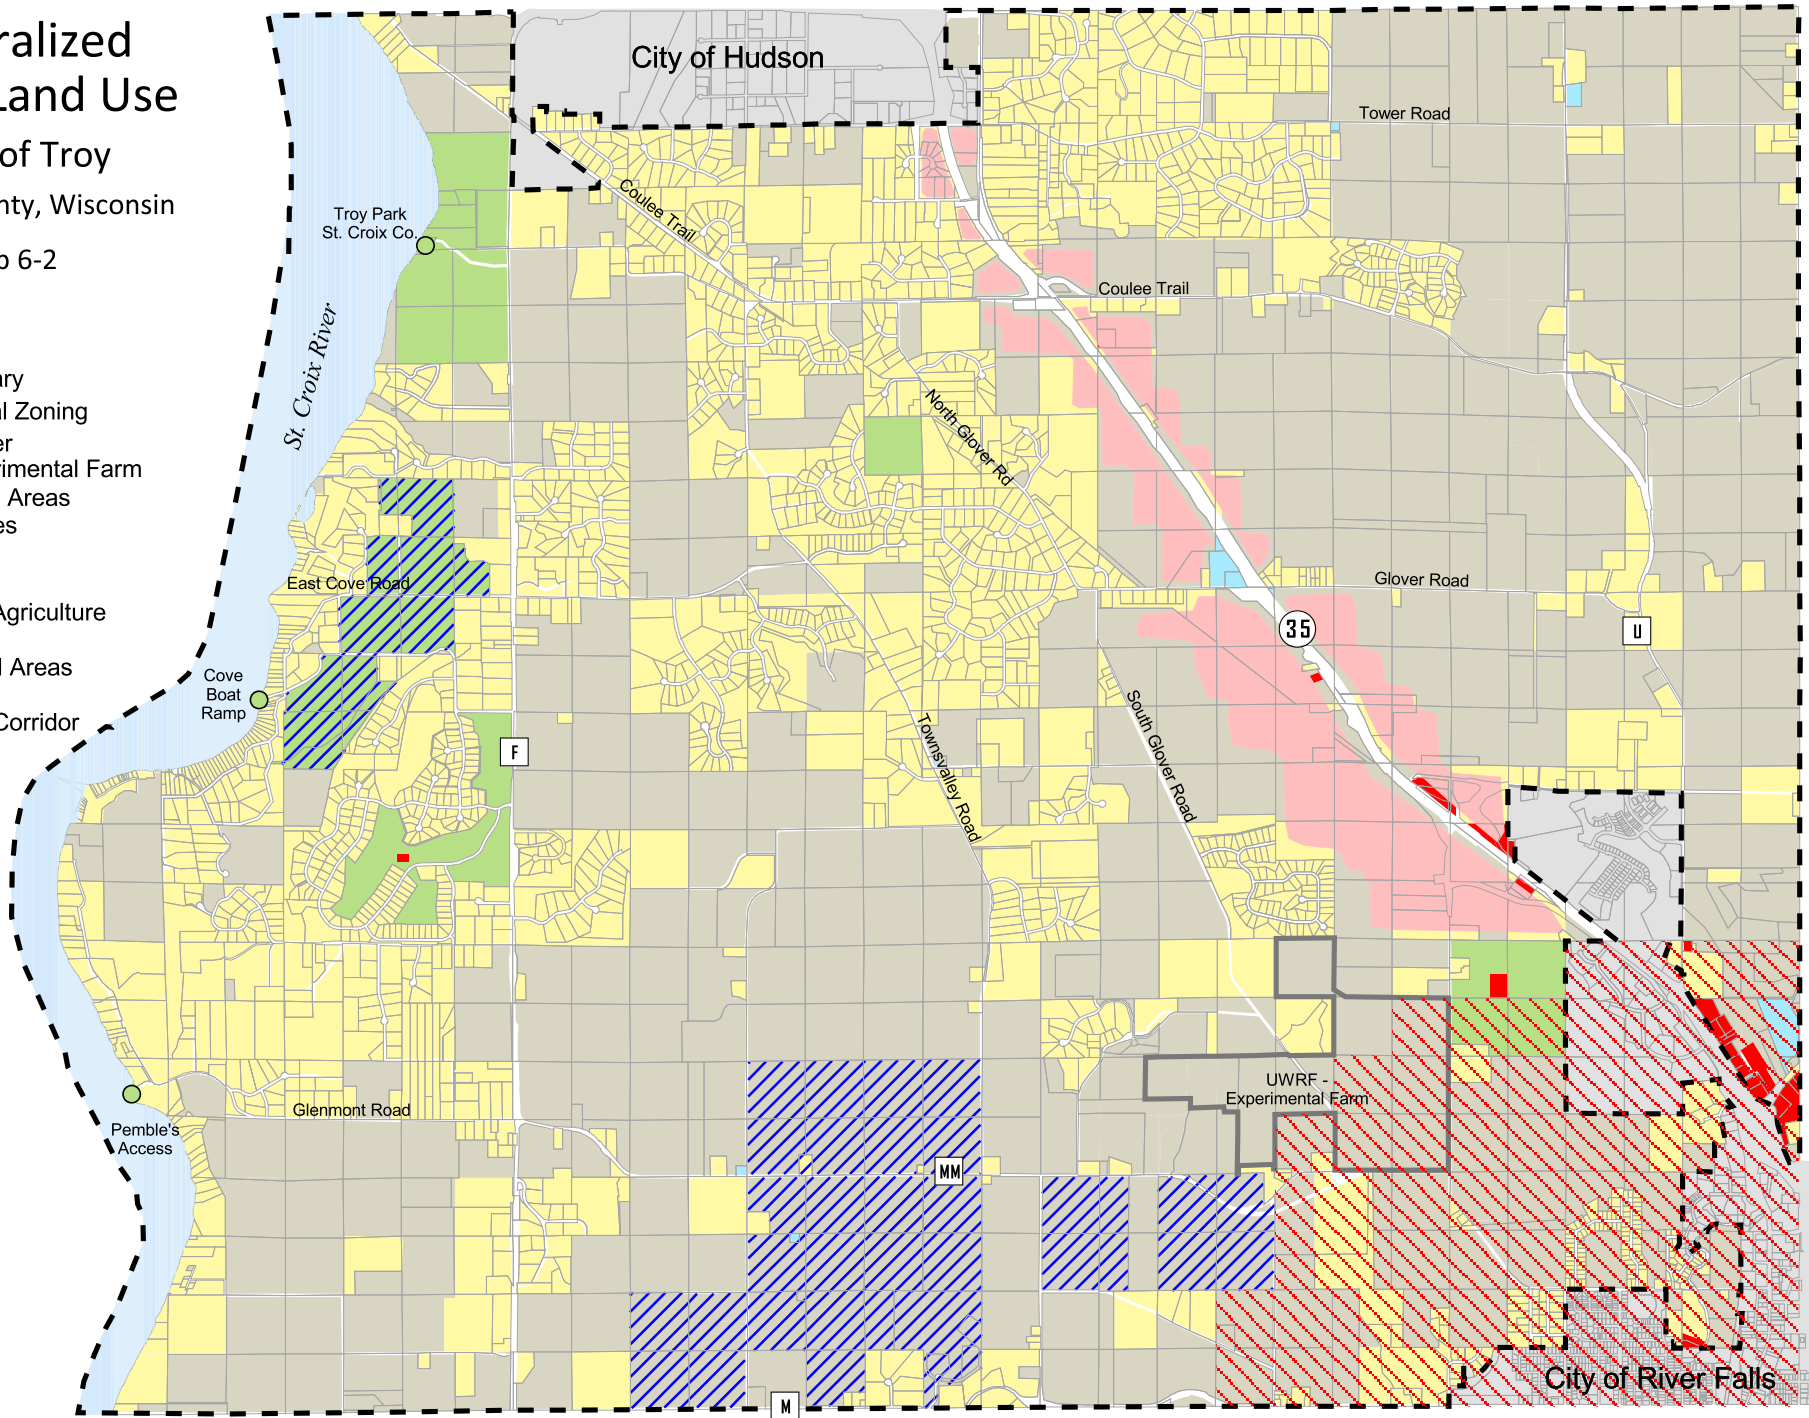 ralized
Land Use
of Troy
nty, Wisconsin
p 6-2
ary
l Zoning
er
rimental Farm
Areas
es
Agriculture
l Areas
Corridor
City of Hudson
Tower Road
Troy Park
St. Croix Co.
Coulee Trail
Coulee Trail
St. Croix River
North Glover Rd
East Cove Road
Glover Road
35
U
Cove
Boat
Ramp
F
Townsvalley Road
South Glover Road
UWRF -
Experimental Farm
Glenmont Road
Pemble's
Access
MM
M
City of River Falls